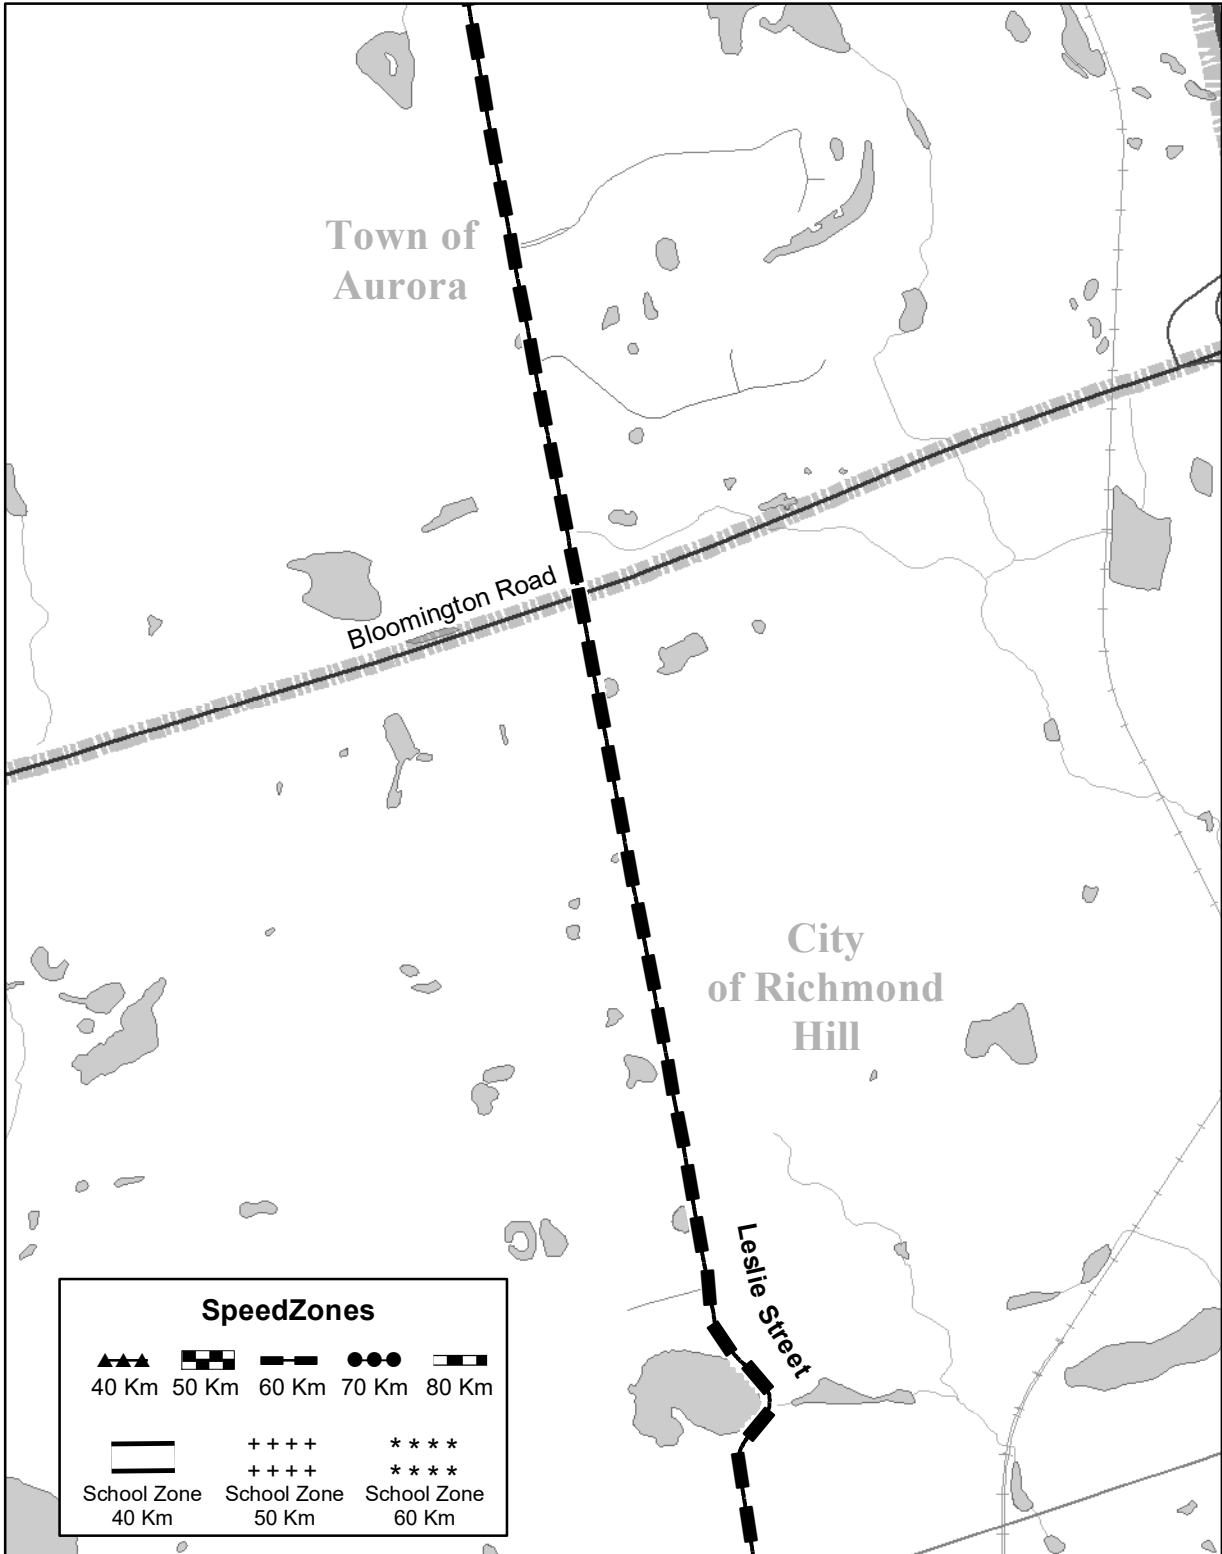 Town of
Aurora
Bloomington Road
City
of Richmond
Hill
Leslie Street
SpeedZones
40 Km 50 Km 60 Km 70 Km 80 Km
++++ ****
++++ ****
School Zone School Zone School Zone
40 Km 50 Km 60 Km